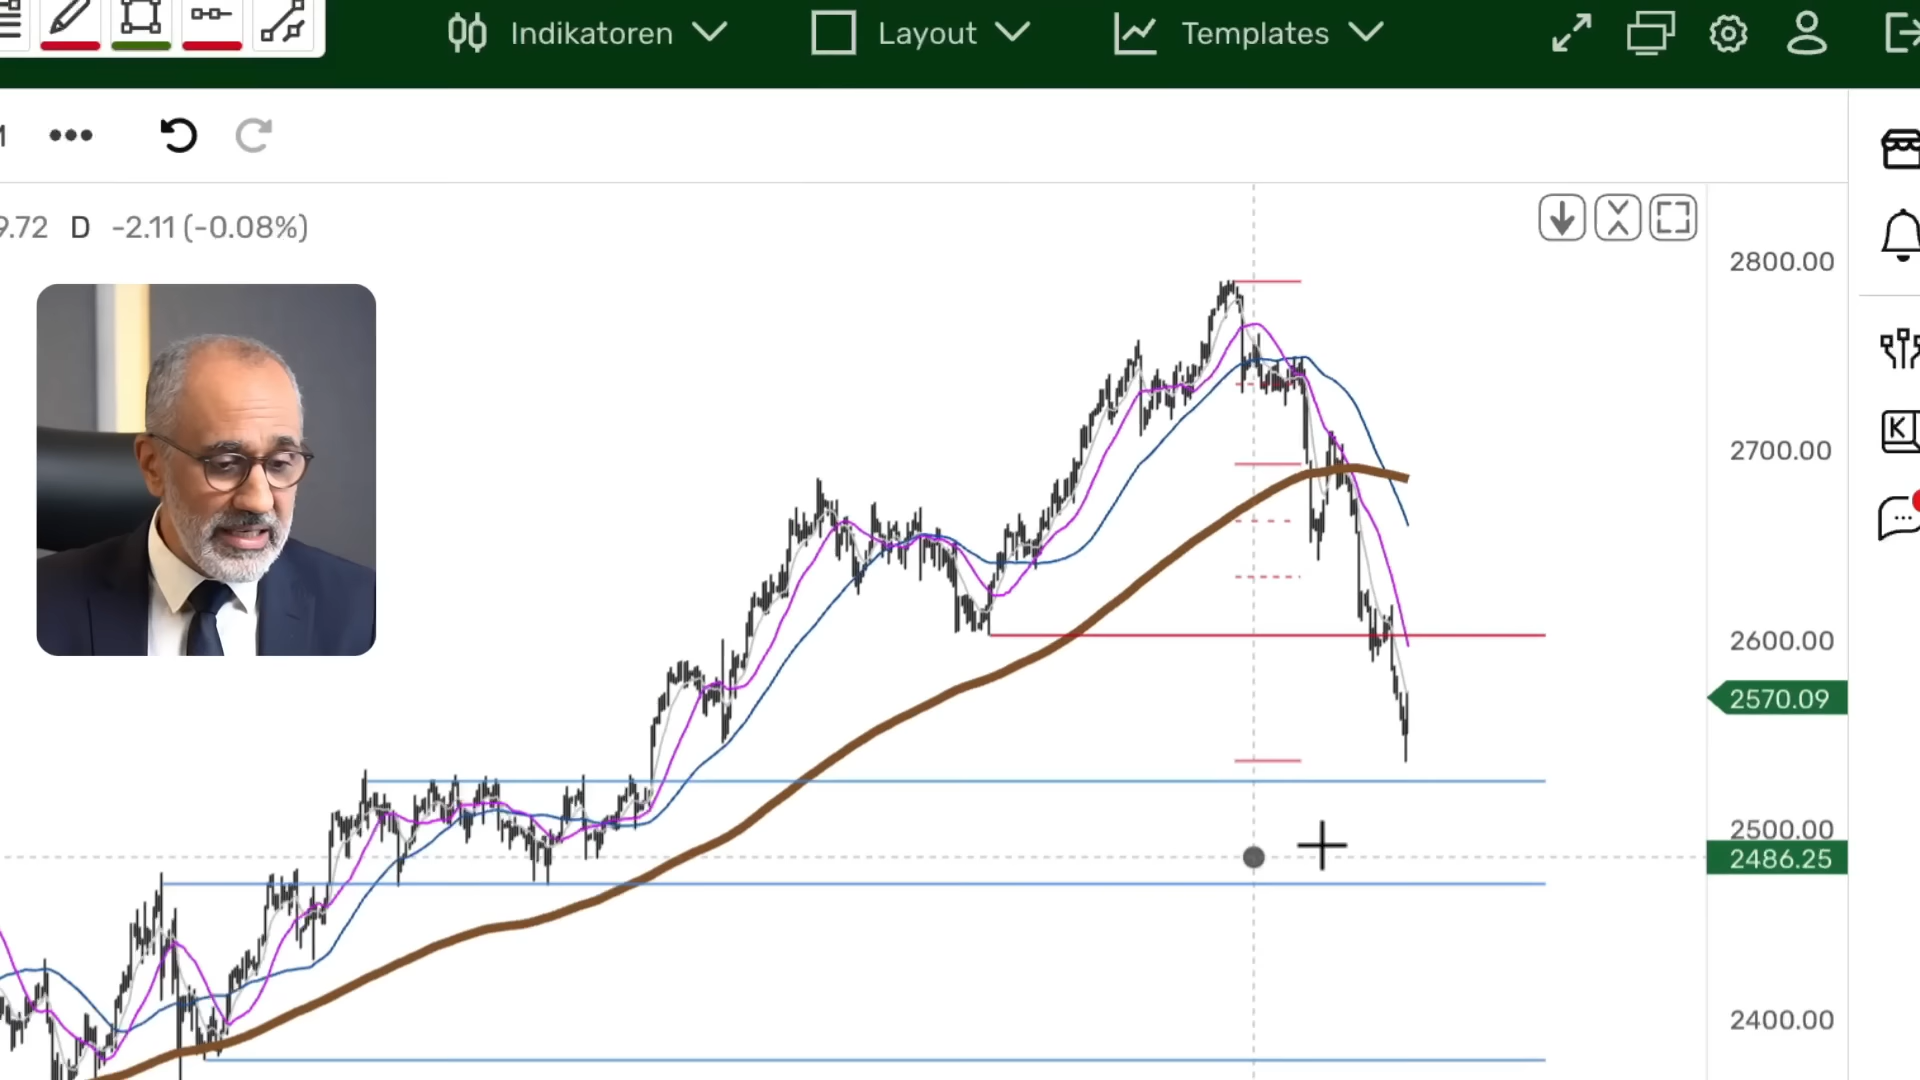 Indikatoren
Layout
Templates
9.72 D -2.11 (-0.08%)
2800.00
2700.00
2600.00
2570.09
2500.00
2486.25
2400.00
K